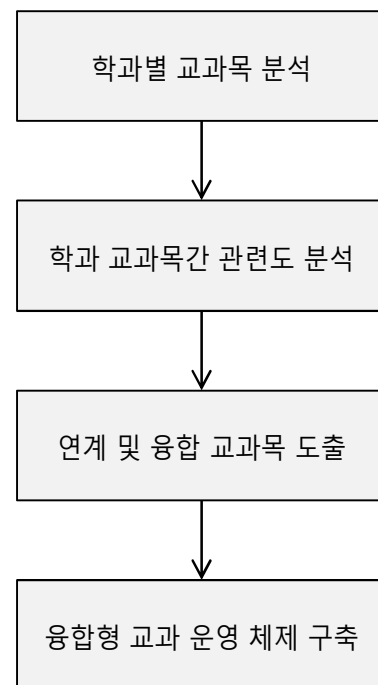 학과별 교과목 분석
학과 교과목간 관련도 분석
연계 및 융합 교과목 도출
융합형 교과 운영 체제 구축